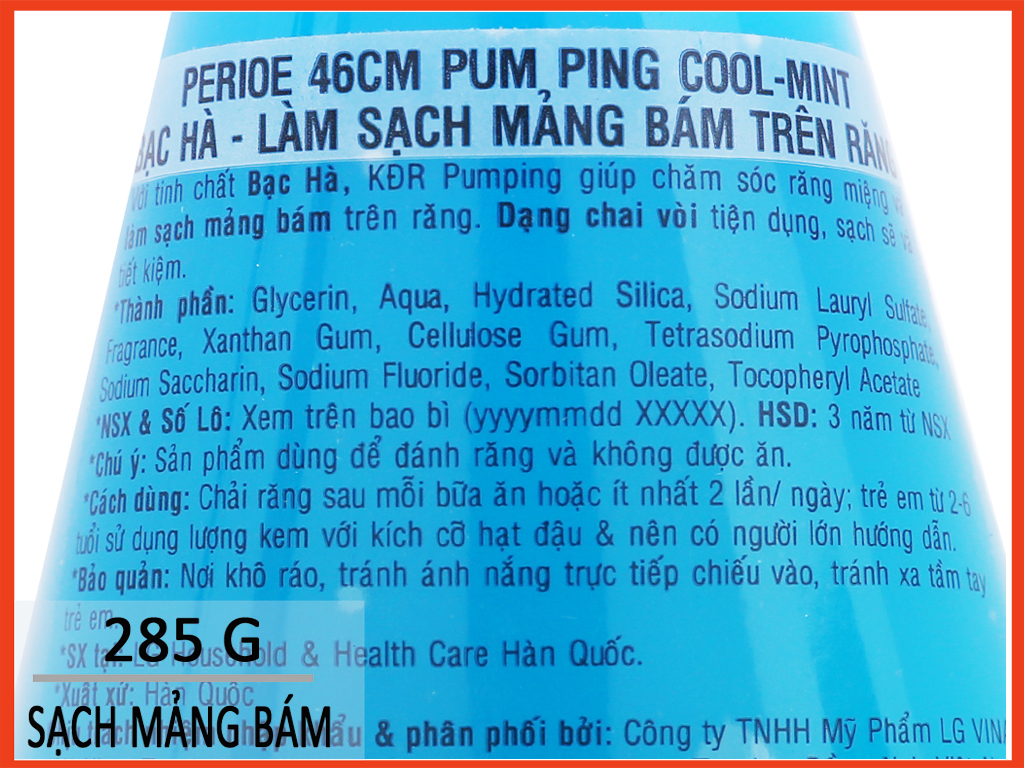 PERIOE 46CM PUM PING COOL-MINT
BẠC HÀ - LÀM SẠCH MẢNG BÁM TRÊN RĂNG
Với tinh chất Bạc Hà, KĐR Pumping giúp chăm sóc răng miệng và
làm sạch mảng bám trên răng. Dạng chai vòi tiện dụng, sạch sẽ và
tiết kiệm.
*Thành phần: Glycerin, Aqua, Hydrated Silica, Sodium Lauryl Sulfate,
Fragrance, Xanthan Gum, Cellulose Gum, Tetrasodium Pyrophosphate,
Sodium Saccharin, Sodium Fluoride, Sorbitan Oleate, Tocopheryl Acetate
*NSX & Số Lô: Xem trên bao bì (yyyymmdd XXXXX). HSD: 3 năm từ NSX
*Chú ý: Sản phẩm dùng để đánh răng và không được ăn.
*Cách dùng: Chải răng sau mỗi bữa ăn hoặc ít nhất 2 lần/ ngày; trẻ em từ 2-6
tuổi sử dụng lượng kem với kích cỡ hạt đậu & nên có người lớn hướng dẫn.
*Bảo quản: Nơi khô ráo, tránh ánh nắng trực tiếp chiếu vào, tránh xa tầm tay
trẻ em.
285 G
*SX tại: LG Household & Health Care Hàn Quốc.
*Xuất xứ: Hàn Quốc
SẠCH MẢNG BÁM
& phân phối bởi: Công ty TNHH Mỹ Phẩm LG VINA